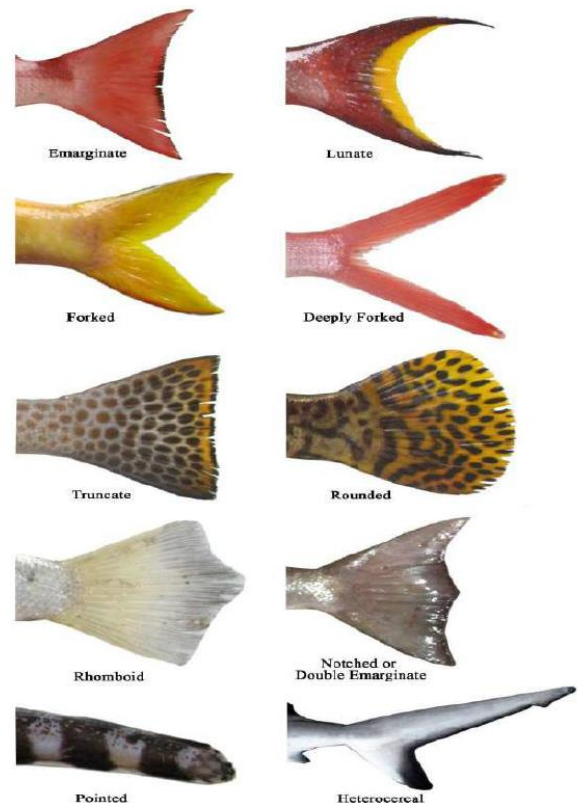 Emarginate
Lunate
Forked
Deeply Forked
Truncate
Rounded
Rhomboid
Notched or
Double Emarginate
Pointed
Heterocercal